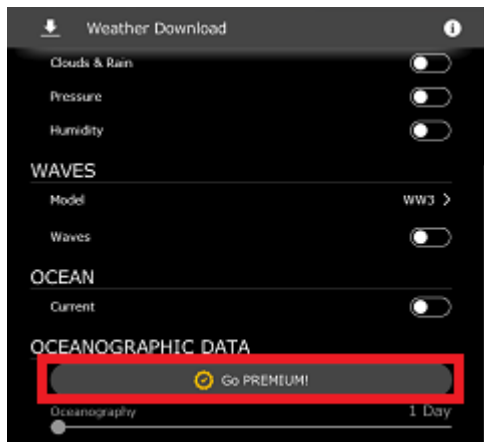 Weather Download
Clouds & Rain
Pressure
Humidity
WAVES
Model WW3 >
Waves
OCEAN
Current
OCEANOGRAPHIC DATA
Go PREMIUM!
Oceanography 1 Day